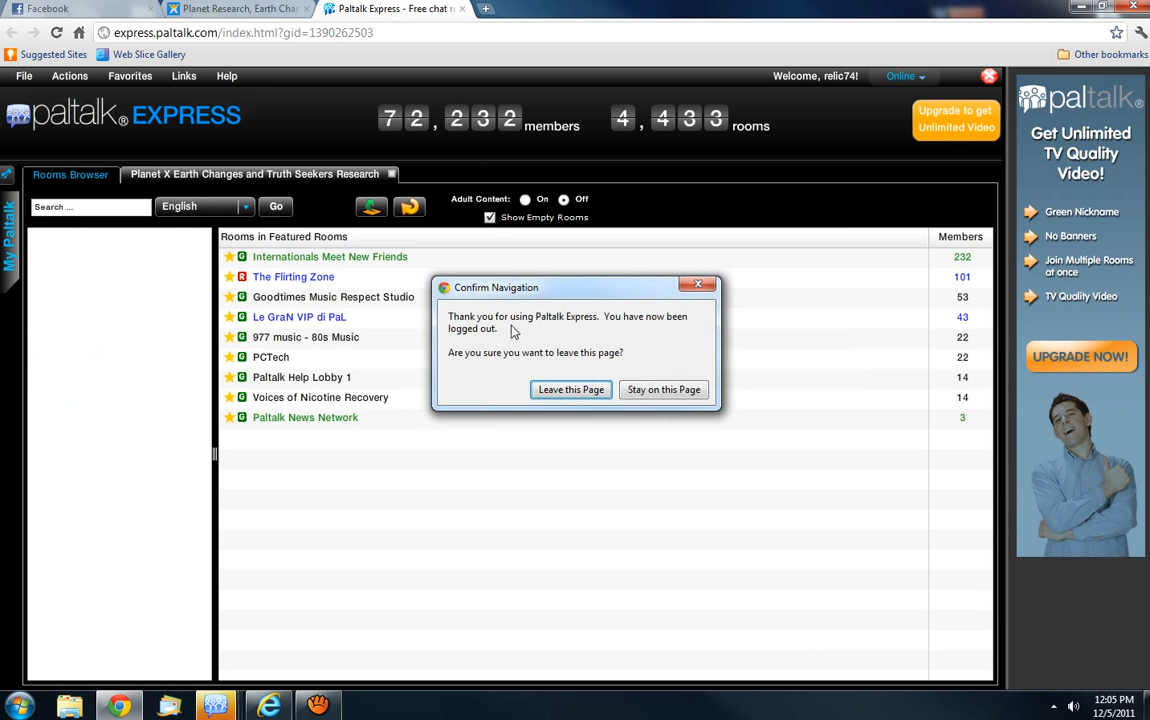 Facebook
Planet Research, Earth Chan
Paltalk Express - Free chat ro
express.paltalk.com/index.html?gid=1390262503
Suggested Sites
Web Slice Gallery
Other bookmarks
File
Actions
Favorites
Links
Help
Welcome, relic74!
Online
paltalk® EXPRESS
72,232 members
4,433 rooms
Upgrade to get
Unlimited Video
Rooms Browser
Planet X Earth Changes and Truth Seekers Research
My Paltalk
Search ...
English
Go
Adult Content:
On
Off
Show Empty Rooms
Rooms in Featured Rooms
Members
G Internationals Meet New Friends 232
R The Flirting Zone 101
G Goodtimes Music Respect Studio 53
G Le GraN VIP di PaL 43
G 977 music - 80s Music 22
G PCTech 22
G Paltalk Help Lobby 1 14
G Voices of Nicotine Recovery 14
G Paltalk News Network 3
Confirm Navigation
Thank you for using Paltalk Express. You have now been
logged out.
Are you sure you want to leave this page?
Leave this Page
Stay on this Page
paltalk®
Get Unlimited
TV Quality
Video!
Green Nickname
No Banners
Join Multiple Rooms
at once
TV Quality Video
UPGRADE NOW!
12:05 PM
12/5/2011